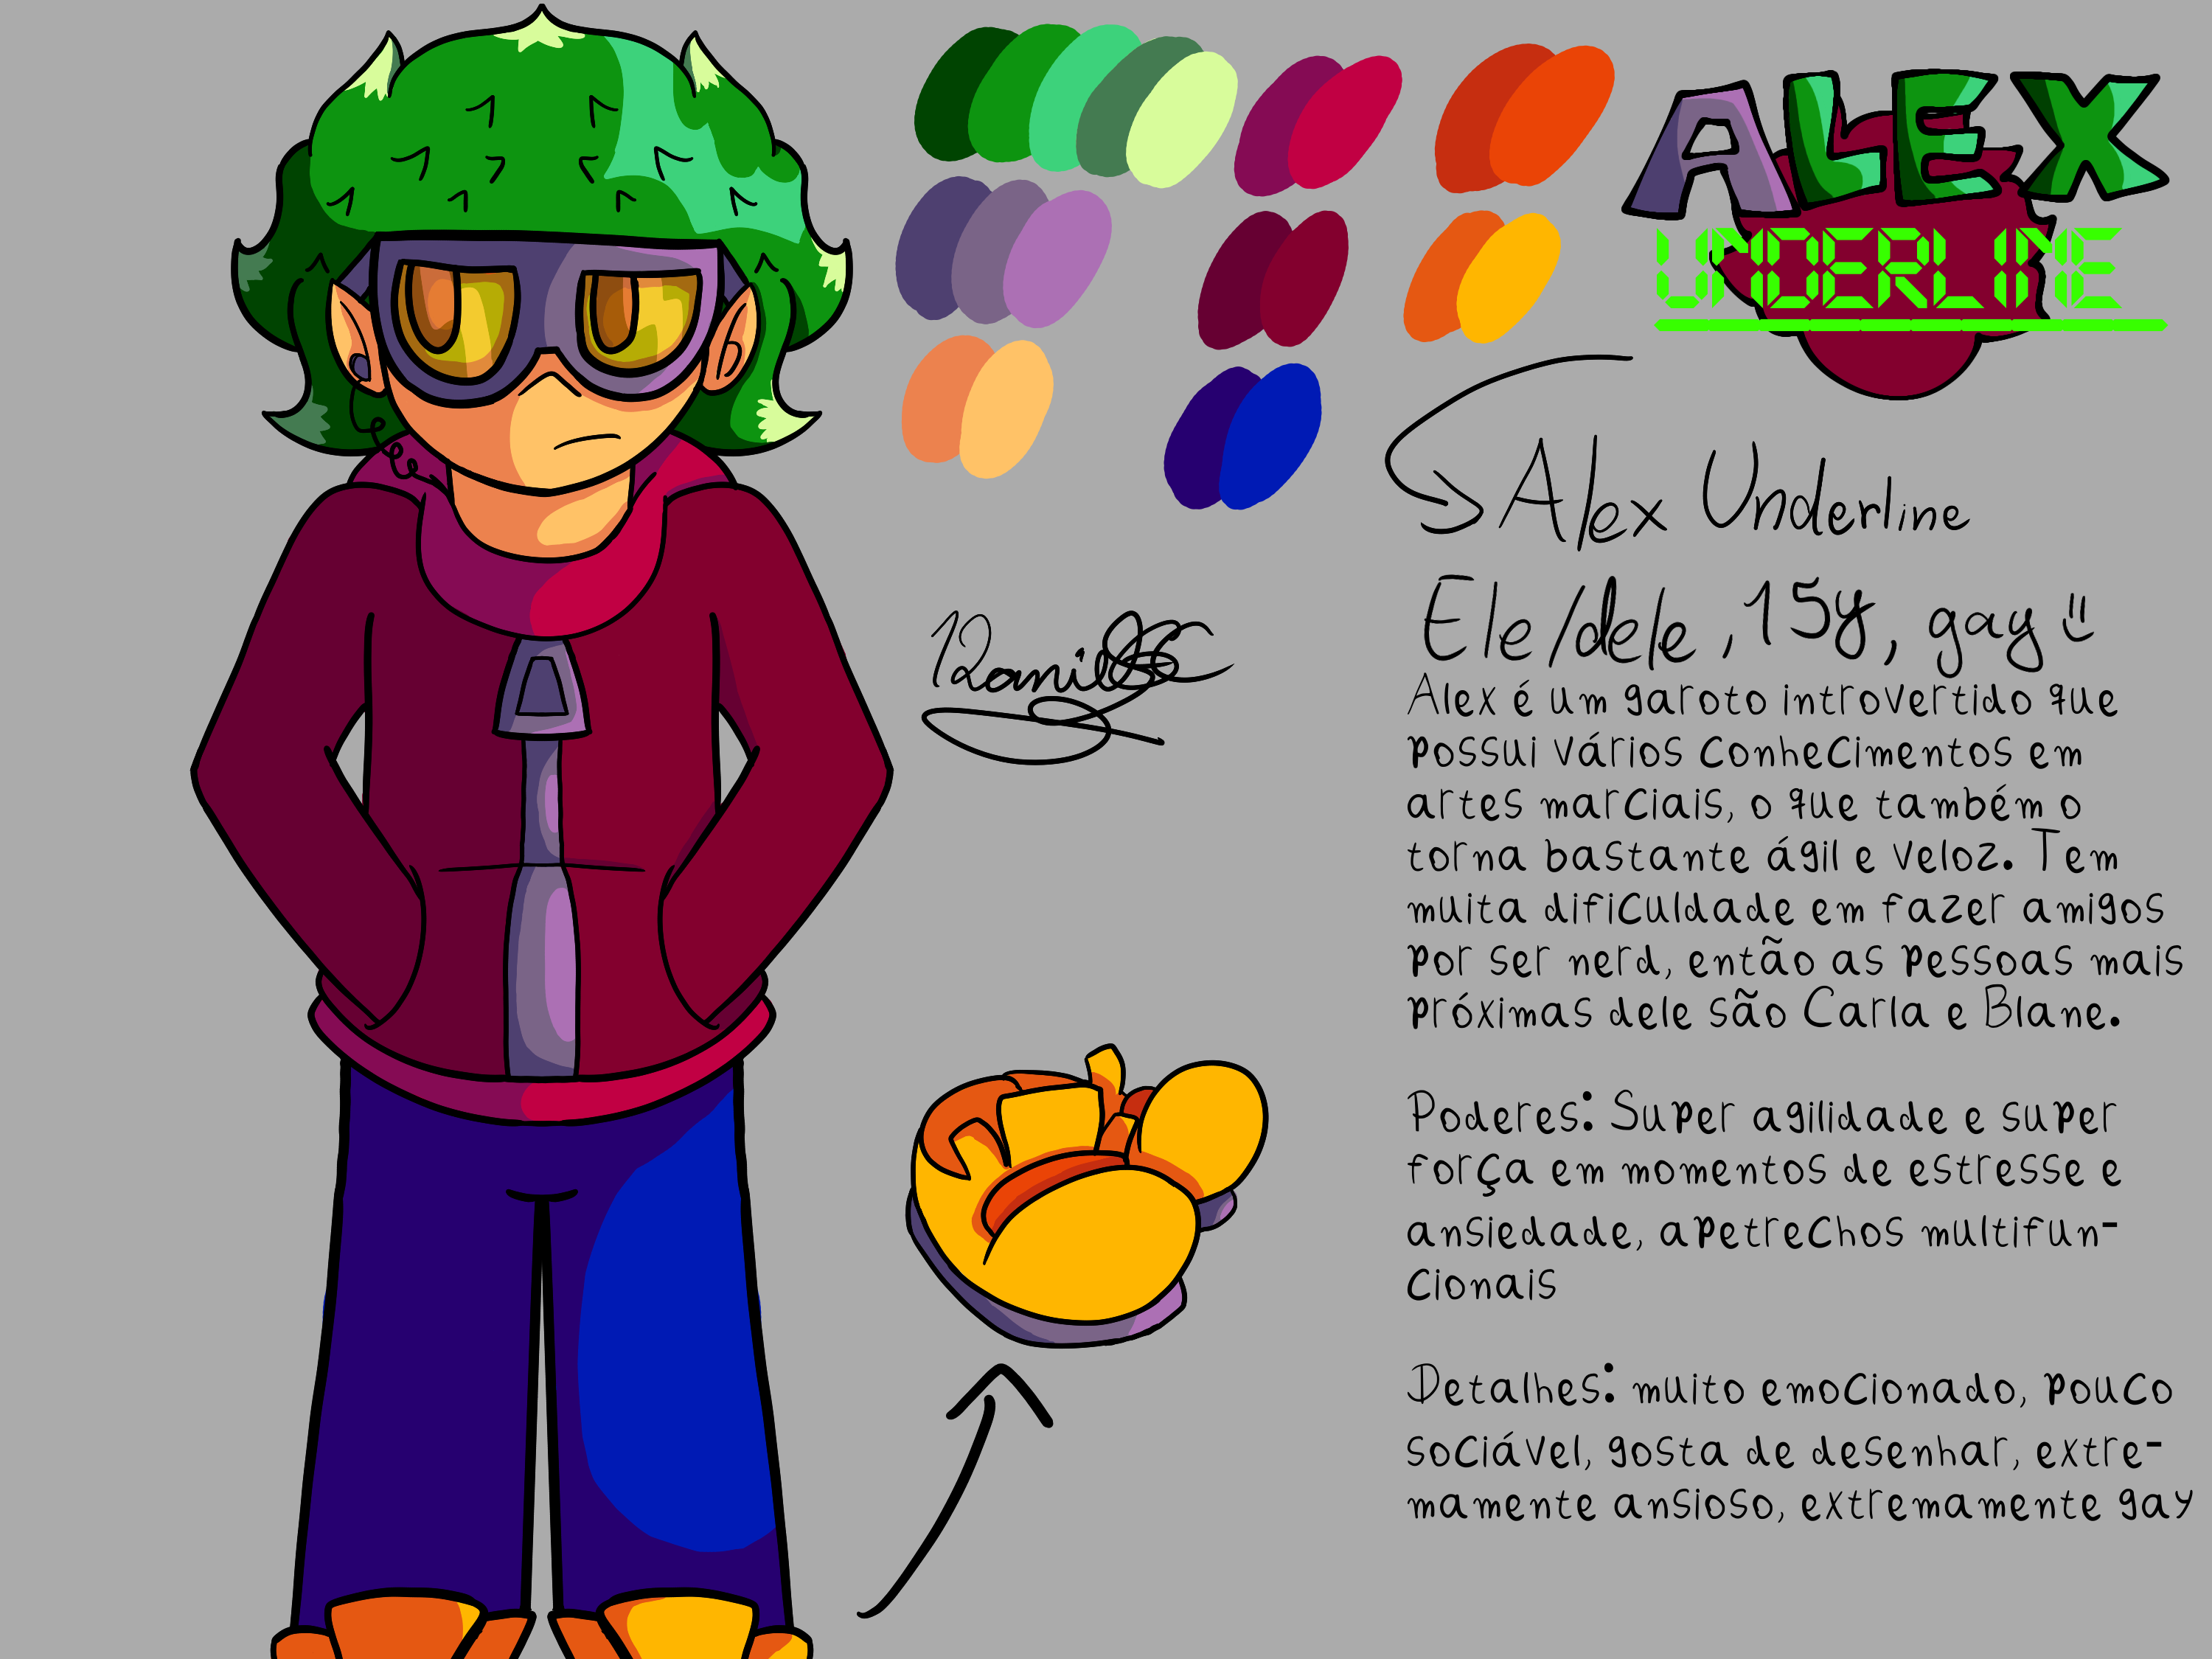 ALEX
UNDERLINE
Alex Underline
Ele/dele, 15y, gay
Alex é um garoto introvertido que
possui vários conhecimentos em
artes marciais, o que também o
torna bastante ágil e veloz. Tem
muita dificuldade em fazer amigos
por ser nerd, então as pessoas mais
próximas dele são Carla e Blane.
Poderes: Super agilidade e super
força em momentos de estresse e
ansiedade, apetrechos multifun-
cionais
Detalhes: muito emocionado, pouco
sociável, gosta de desenhar, extre-
mamente ansioso, extremamente gay